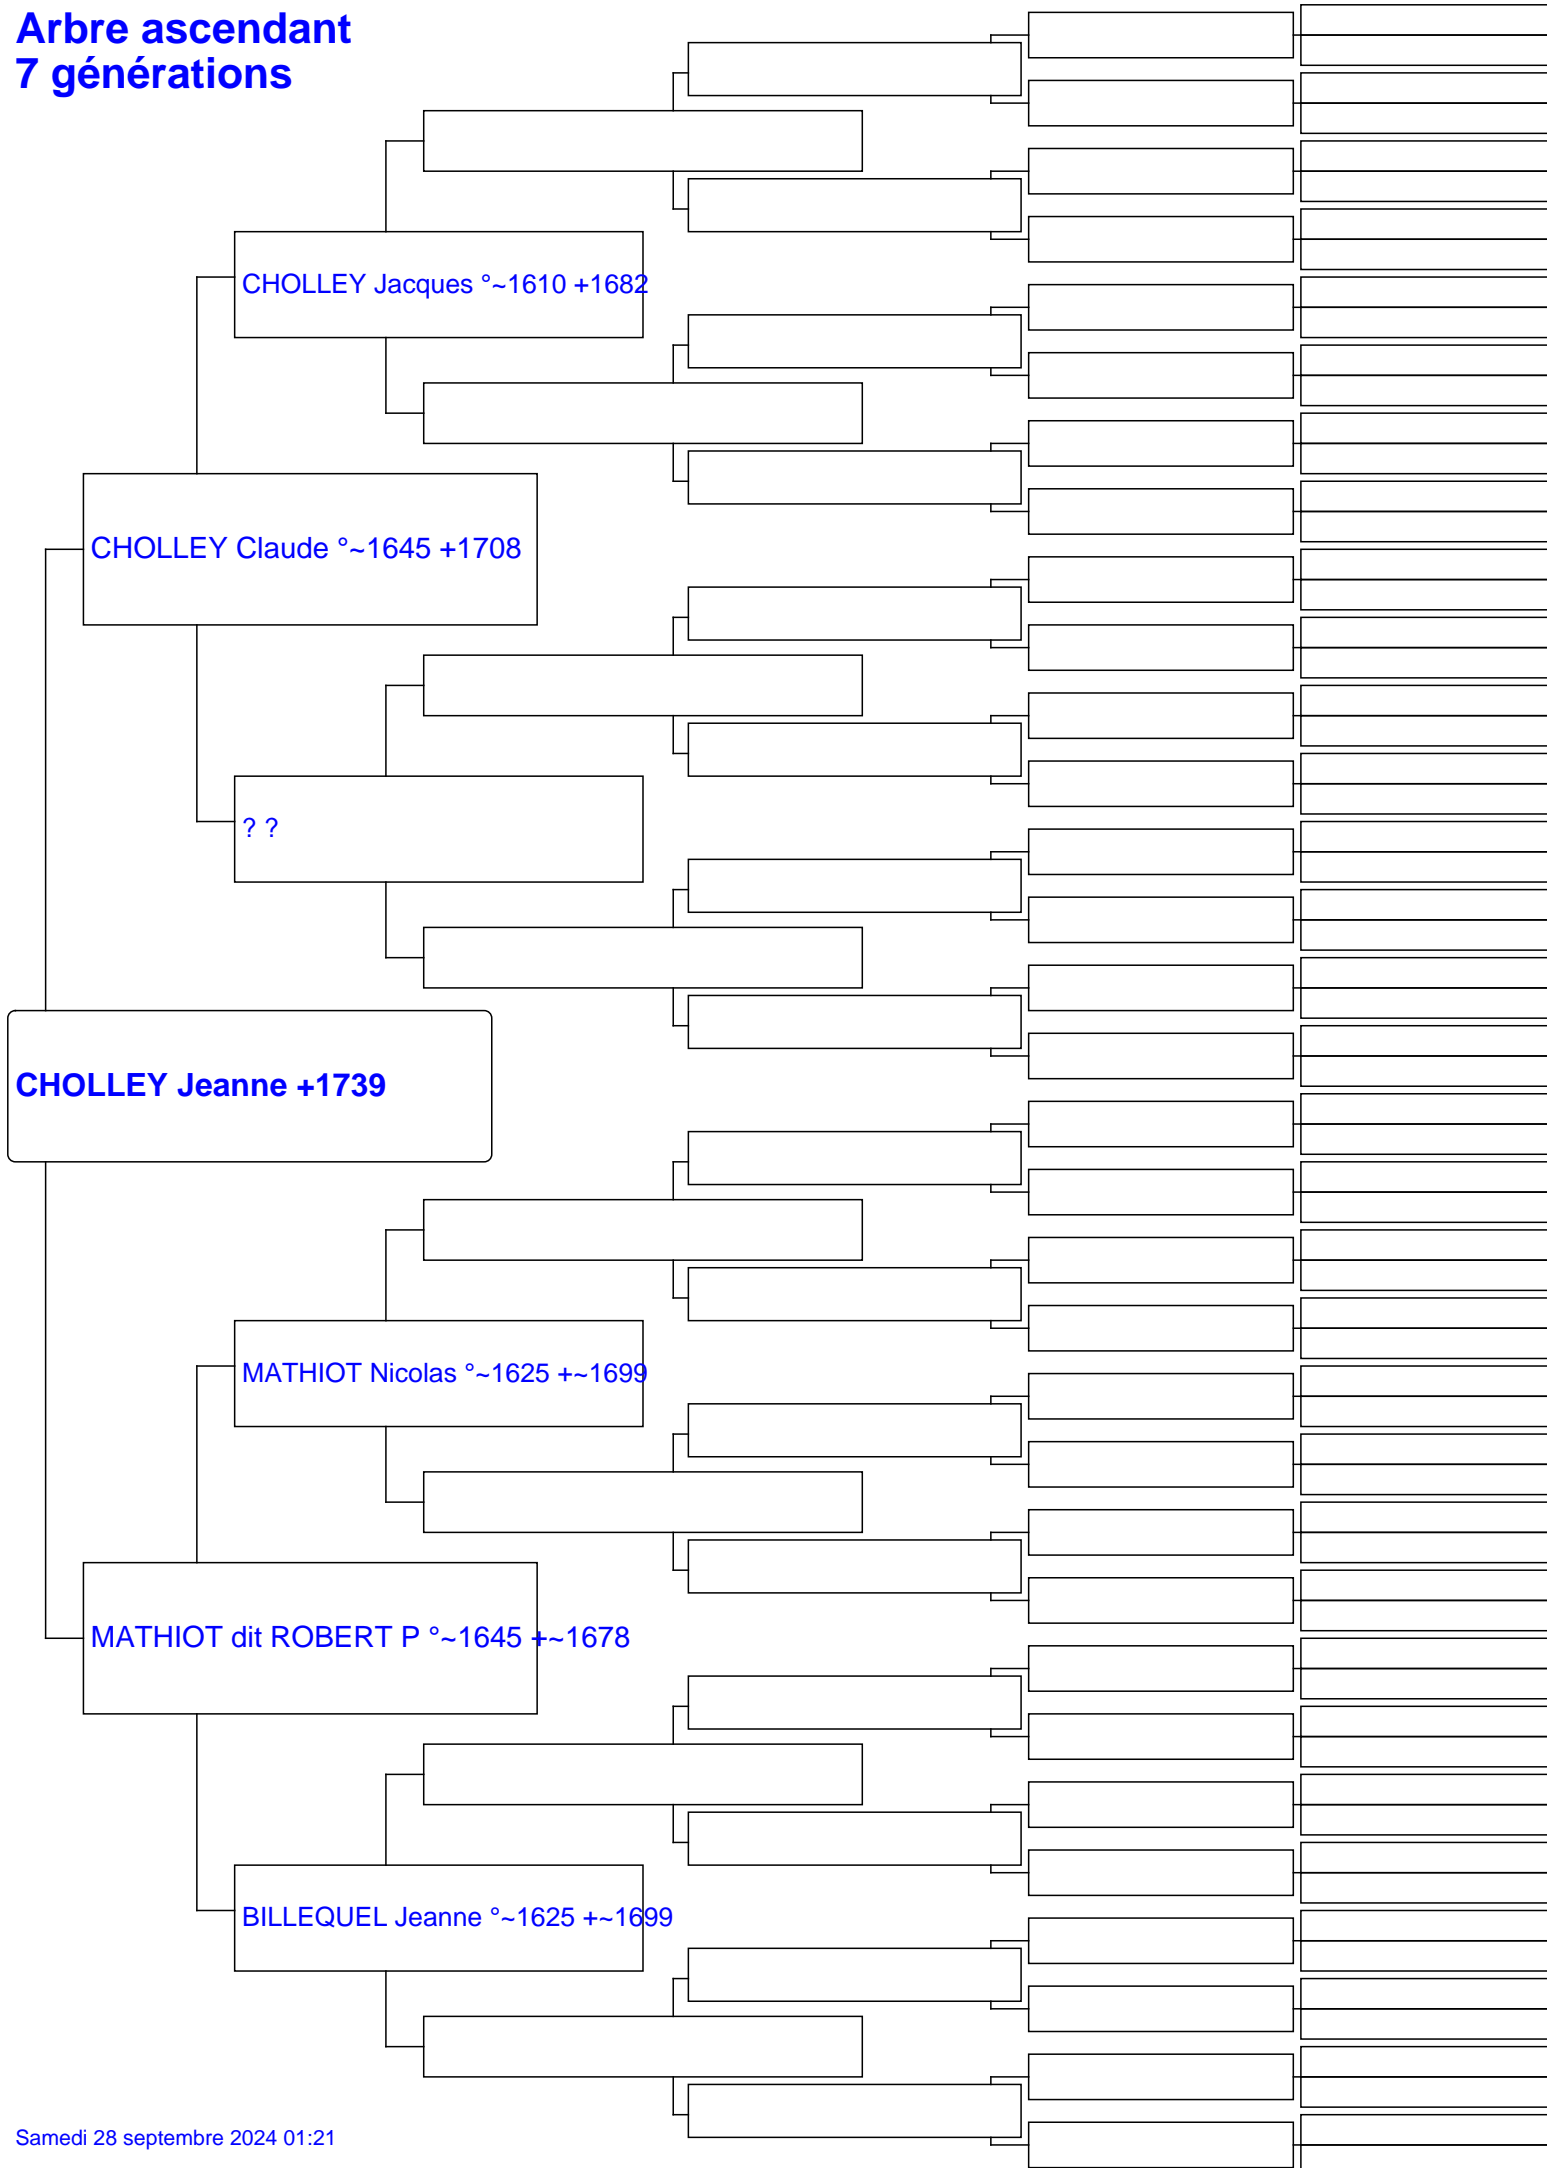 Arbre ascendant
7 générations
CHOLLEY Jacques °~1610 +1682
CHOLLEY Claude °~1645 +1708
? ?
CHOLLEY Jeanne +1739
MATHIOT Nicolas °~1625 +~1699
MATHIOT dit ROBERT P °~1645 +~1678
BILLEQUEL Jeanne °~1625 +~1699
Samedi 28 septembre 2024 01:21